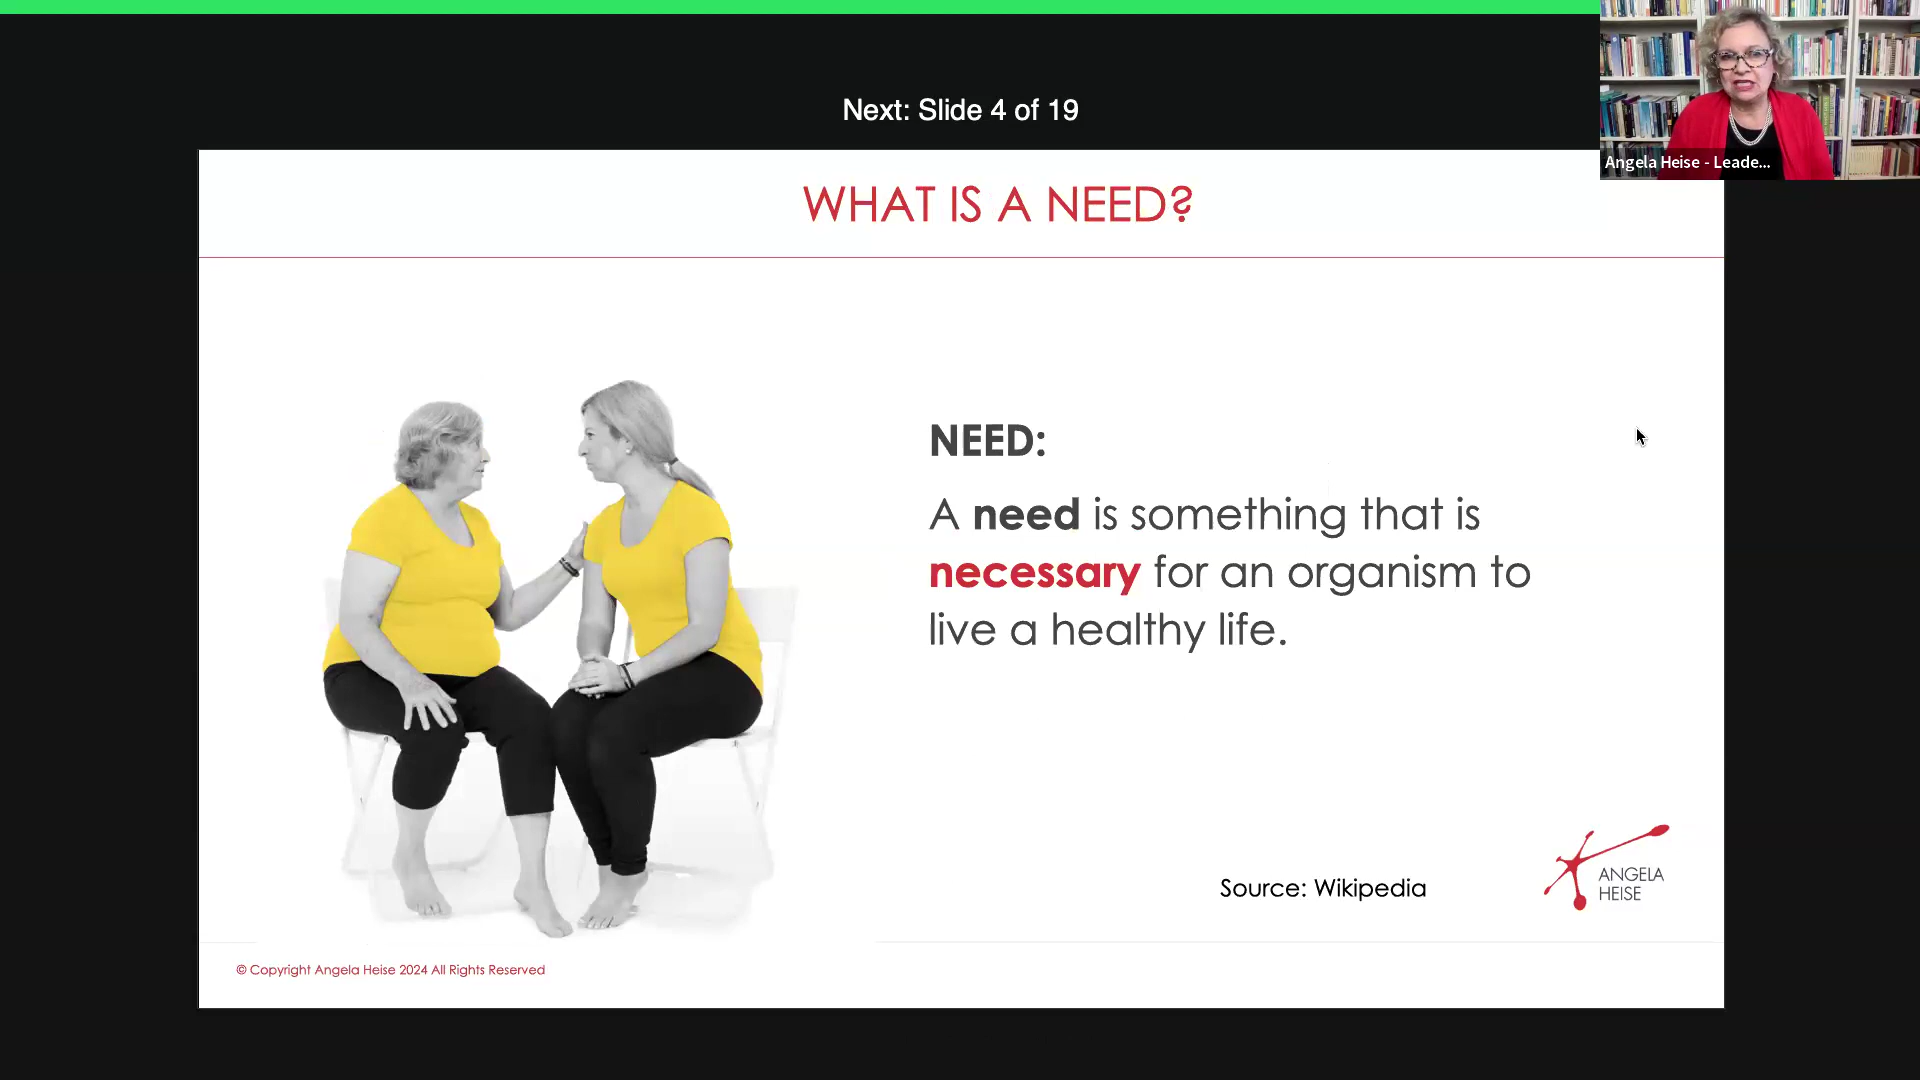 Next: Slide 4 of 19
Angela Heise - Leade...
WHAT IS A NEED?
NEED:
A need is something that is
necessary for an organism to
live a healthy life.
Source: Wikipedia
ANGELA
HEISE
© Copyright Angela Heise 2024 All Rights Reserved